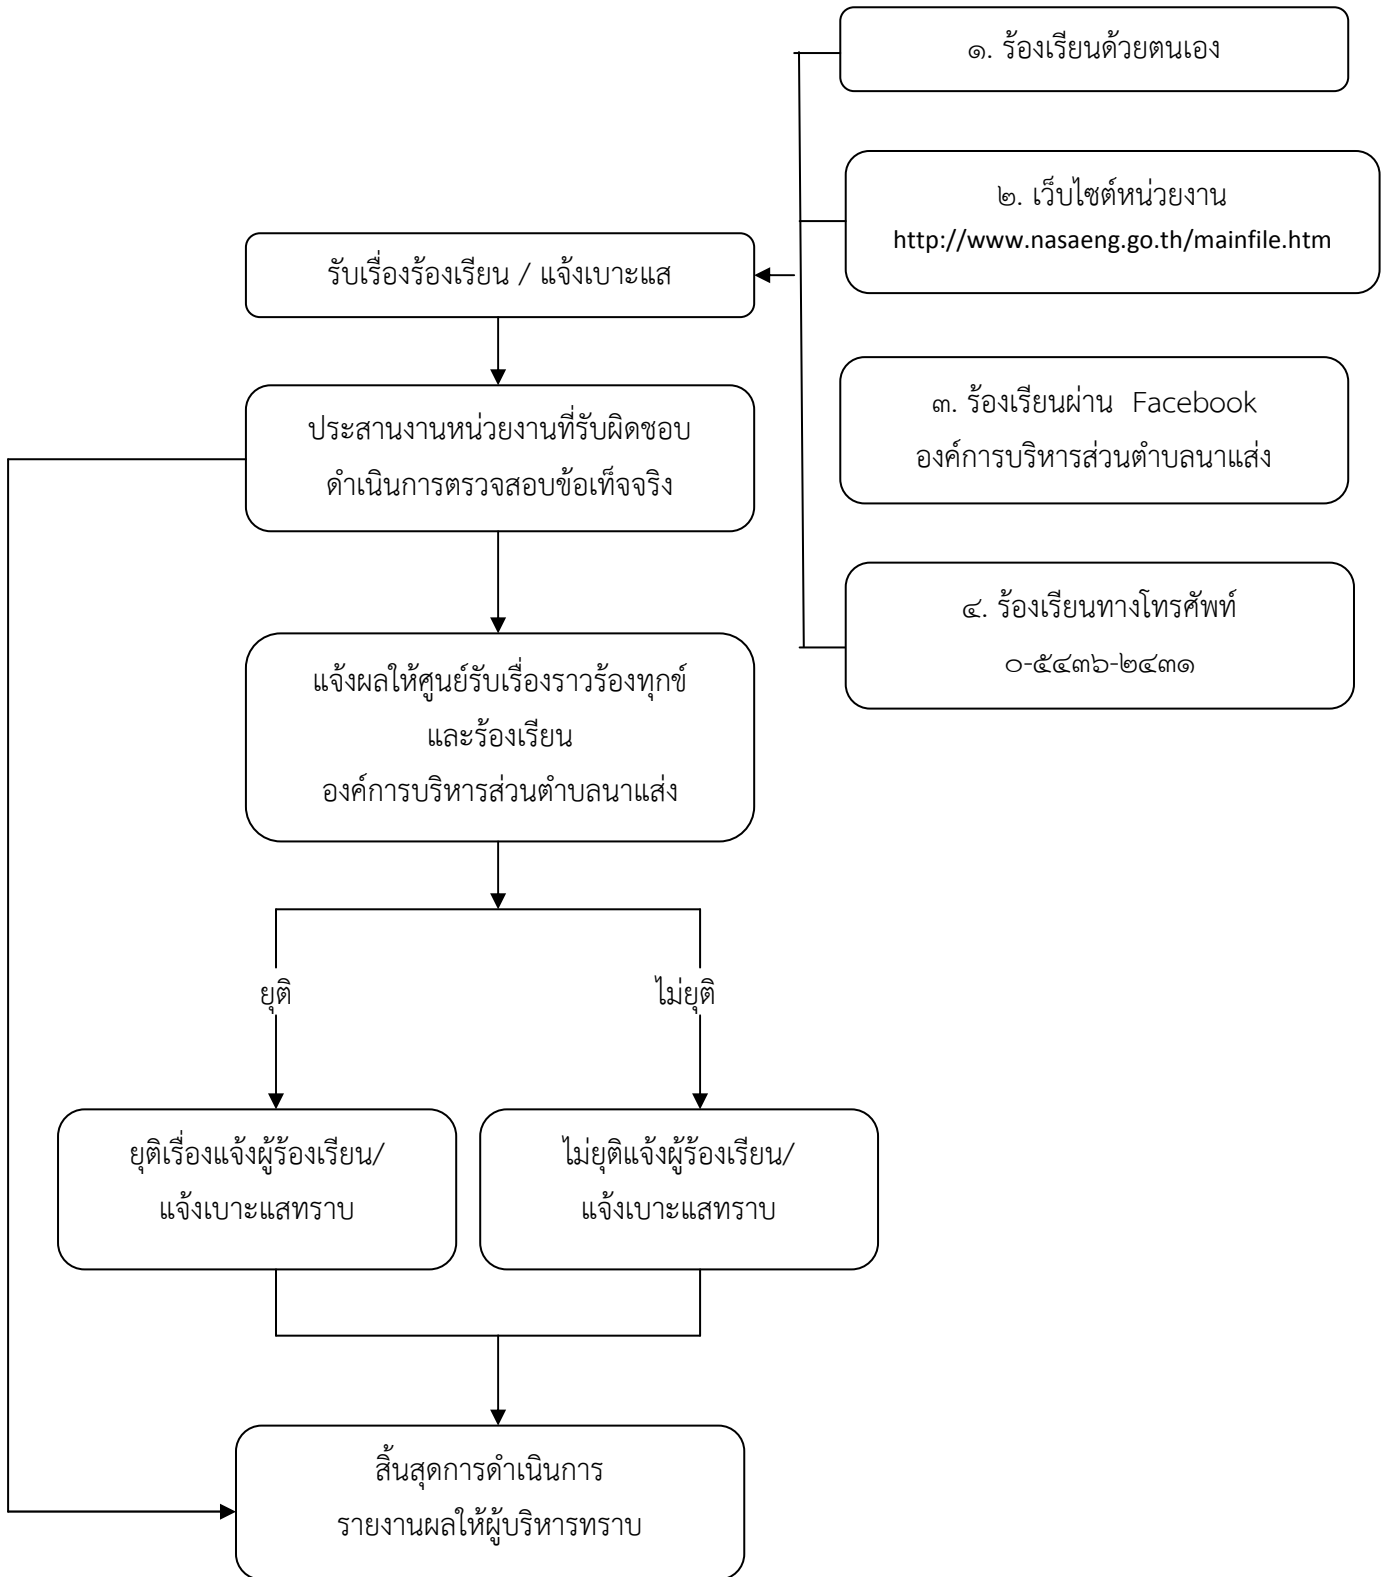 ๑. ร้องเรียนด้วยตนเอง
๒. เว็บไซต์หน่วยงาน
http://www.nasaeng.go.th/mainfile.htm
รับเรื่องร้องเรียน / แจ้งเบาะแส
๓. ร้องเรียนผ่าน Facebook
องค์การบริหารส่วนตำบลนาแส่ง
ประสานงานหน่วยงานที่รับผิดชอบ
ดำเนินการตรวจสอบข้อเท็จจริง
๔. ร้องเรียนทางโทรศัพท์
๐-๕๔๓๖-๒๔๓๑
แจ้งผลให้ศูนย์รับเรื่องราวร้องทุกข์
และร้องเรียน
องค์การบริหารส่วนตำบลนาแส่ง
ยุติ
ไม่ยุติ
ยุติเรื่องแจ้งผู้ร้องเรียน/
แจ้งเบาะแสทราบ
ไม่ยุติแจ้งผู้ร้องเรียน/
แจ้งเบาะแสทราบ
สิ้นสุดการดำเนินการ
รายงานผลให้ผู้บริหารทราบ